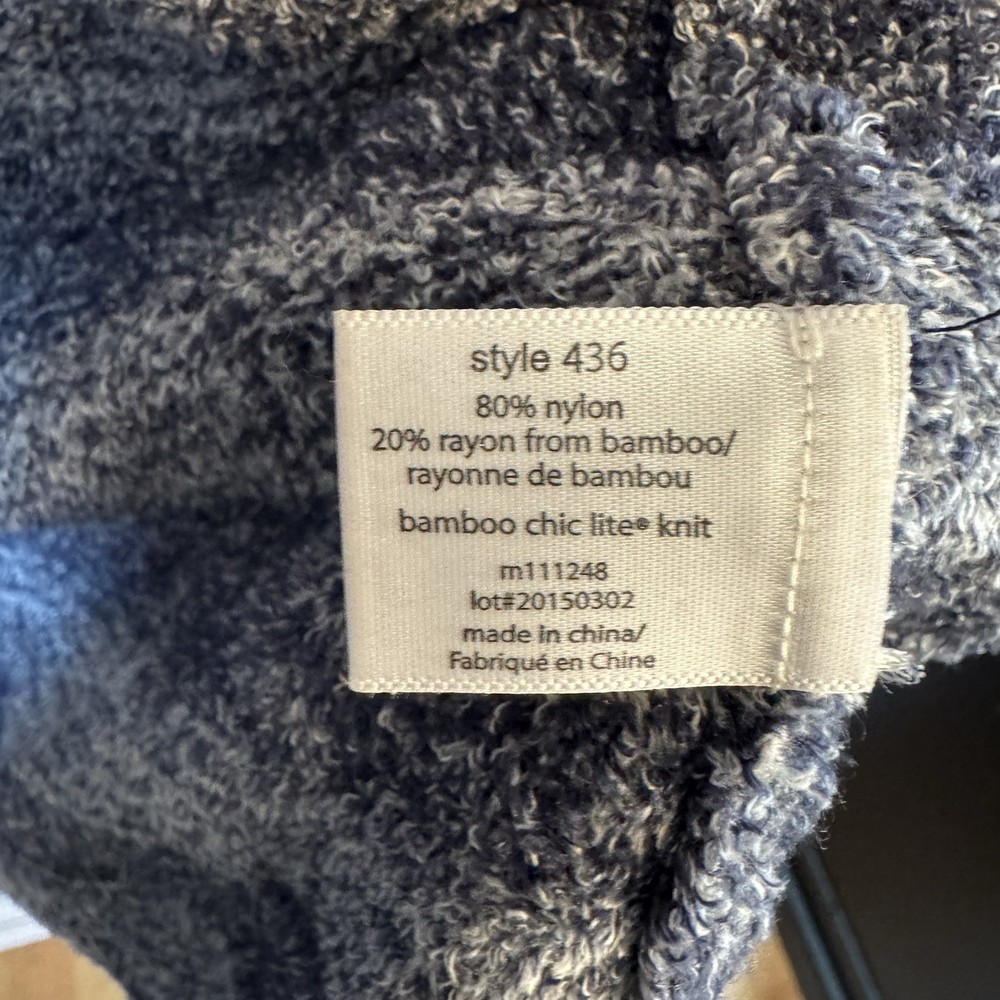 style 436
80% nylon
20% rayon from bamboo/
rayonne de bambou
bamboo chic lite® knit
m111248
lot#20150302
made in china/
Fabriqué en Chine